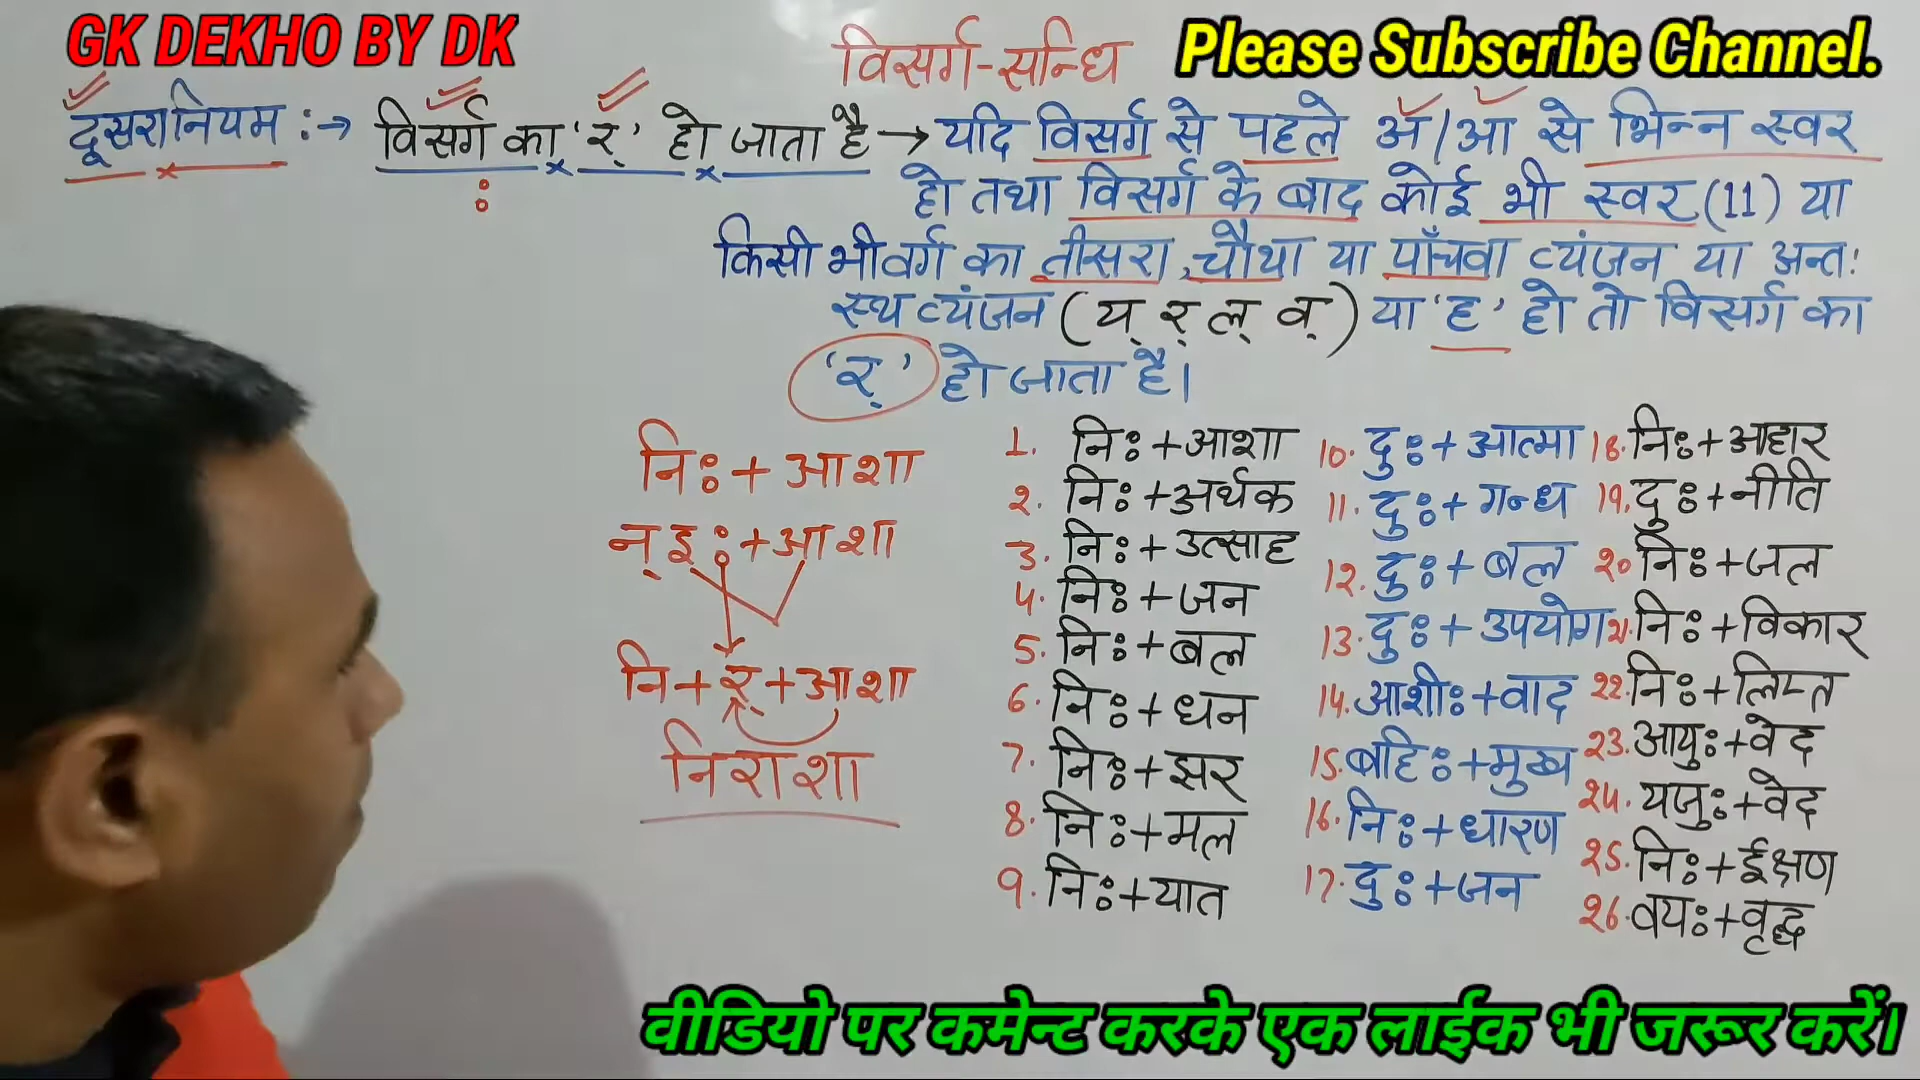 GK DEKHO BY DK
विसर्ग-सन्धि
Please Subscribe Channel.
दूसरा नियम :→ विसर्ग का 'र्' हो जाता है → यदि विसर्ग से पहले अ/आ से भिन्न स्वर
:
हो तथा विसर्ग के बाद कोई भी स्वर (11) या
किसी भी वर्ग का तीसरा, चौथा या पाँचवा व्यंजन या अन्तः
स्थ व्यंजन (य् र् ल् व्) या 'ह' हो तो विसर्ग का
'र्' हो जाता है।
निः + आशा
न् इ : + आशा
नि + र् + आशा
निराशा
1. निः + आशा
2. निः + अर्थक
3. निः + उत्साह
4. निः + जन
5. निः + बल
6. निः + धन
7. निः + झर
8. निः + मल
9. निः + यात
10. दुः + आत्मा
11. दुः + गन्ध
12. दुः + बल
13. दुः + उपयोग
14. आशीः + वाद
15. बहिः + मुख
16. निः + धारण
17. दुः + जन
18. निः + आहार
19. दुः + नीति
20 निः + जल
21. निः + विकार
22. निः + लिप्त
23. आयुः + वेद
24. यजुः + वेद
25. निः + ईक्षण
26. वयः + वृद्ध
वीडियो पर कमेन्ट करके एक लाईक भी जरूर करें।